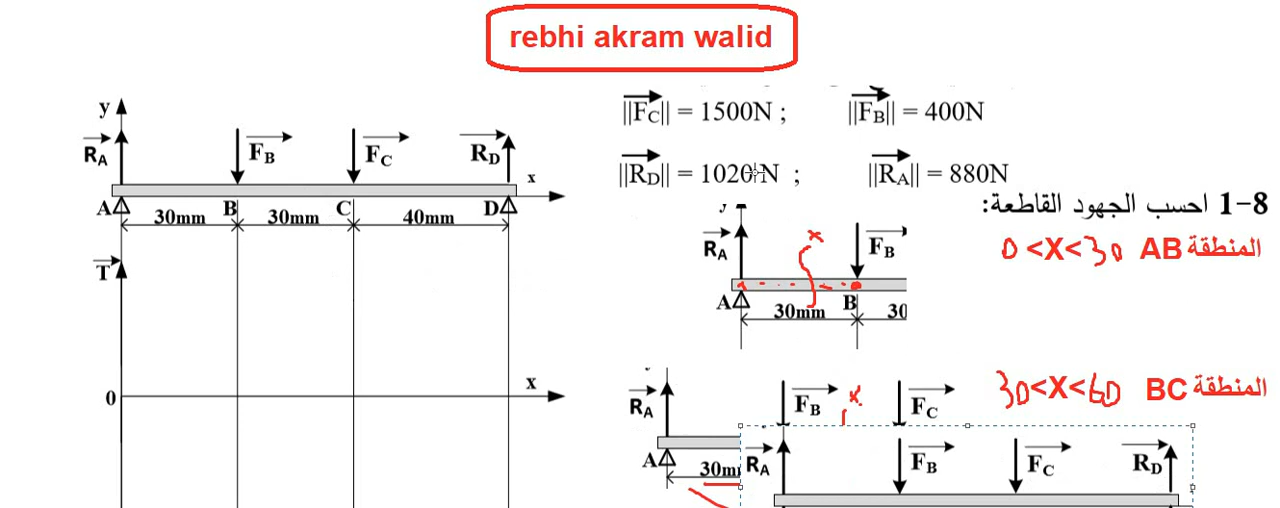 rebhi akram walid
||F_C|| = 1500N ; ||F_B|| = 400N
||R_D|| = 1020N ; ||R_A|| = 880N
1-8 احسب الجهود القاطعة:
المنطقة AB 0<X<30
المنطقة BC 30<X<60
y
R_A F_B F_C R_D x
A B C D
30mm 30mm 40mm
T
0 x
R_A x F_B
A B
30mm 30
R_A F_B x F_C
A
30m
R_A F_B F_C R_D